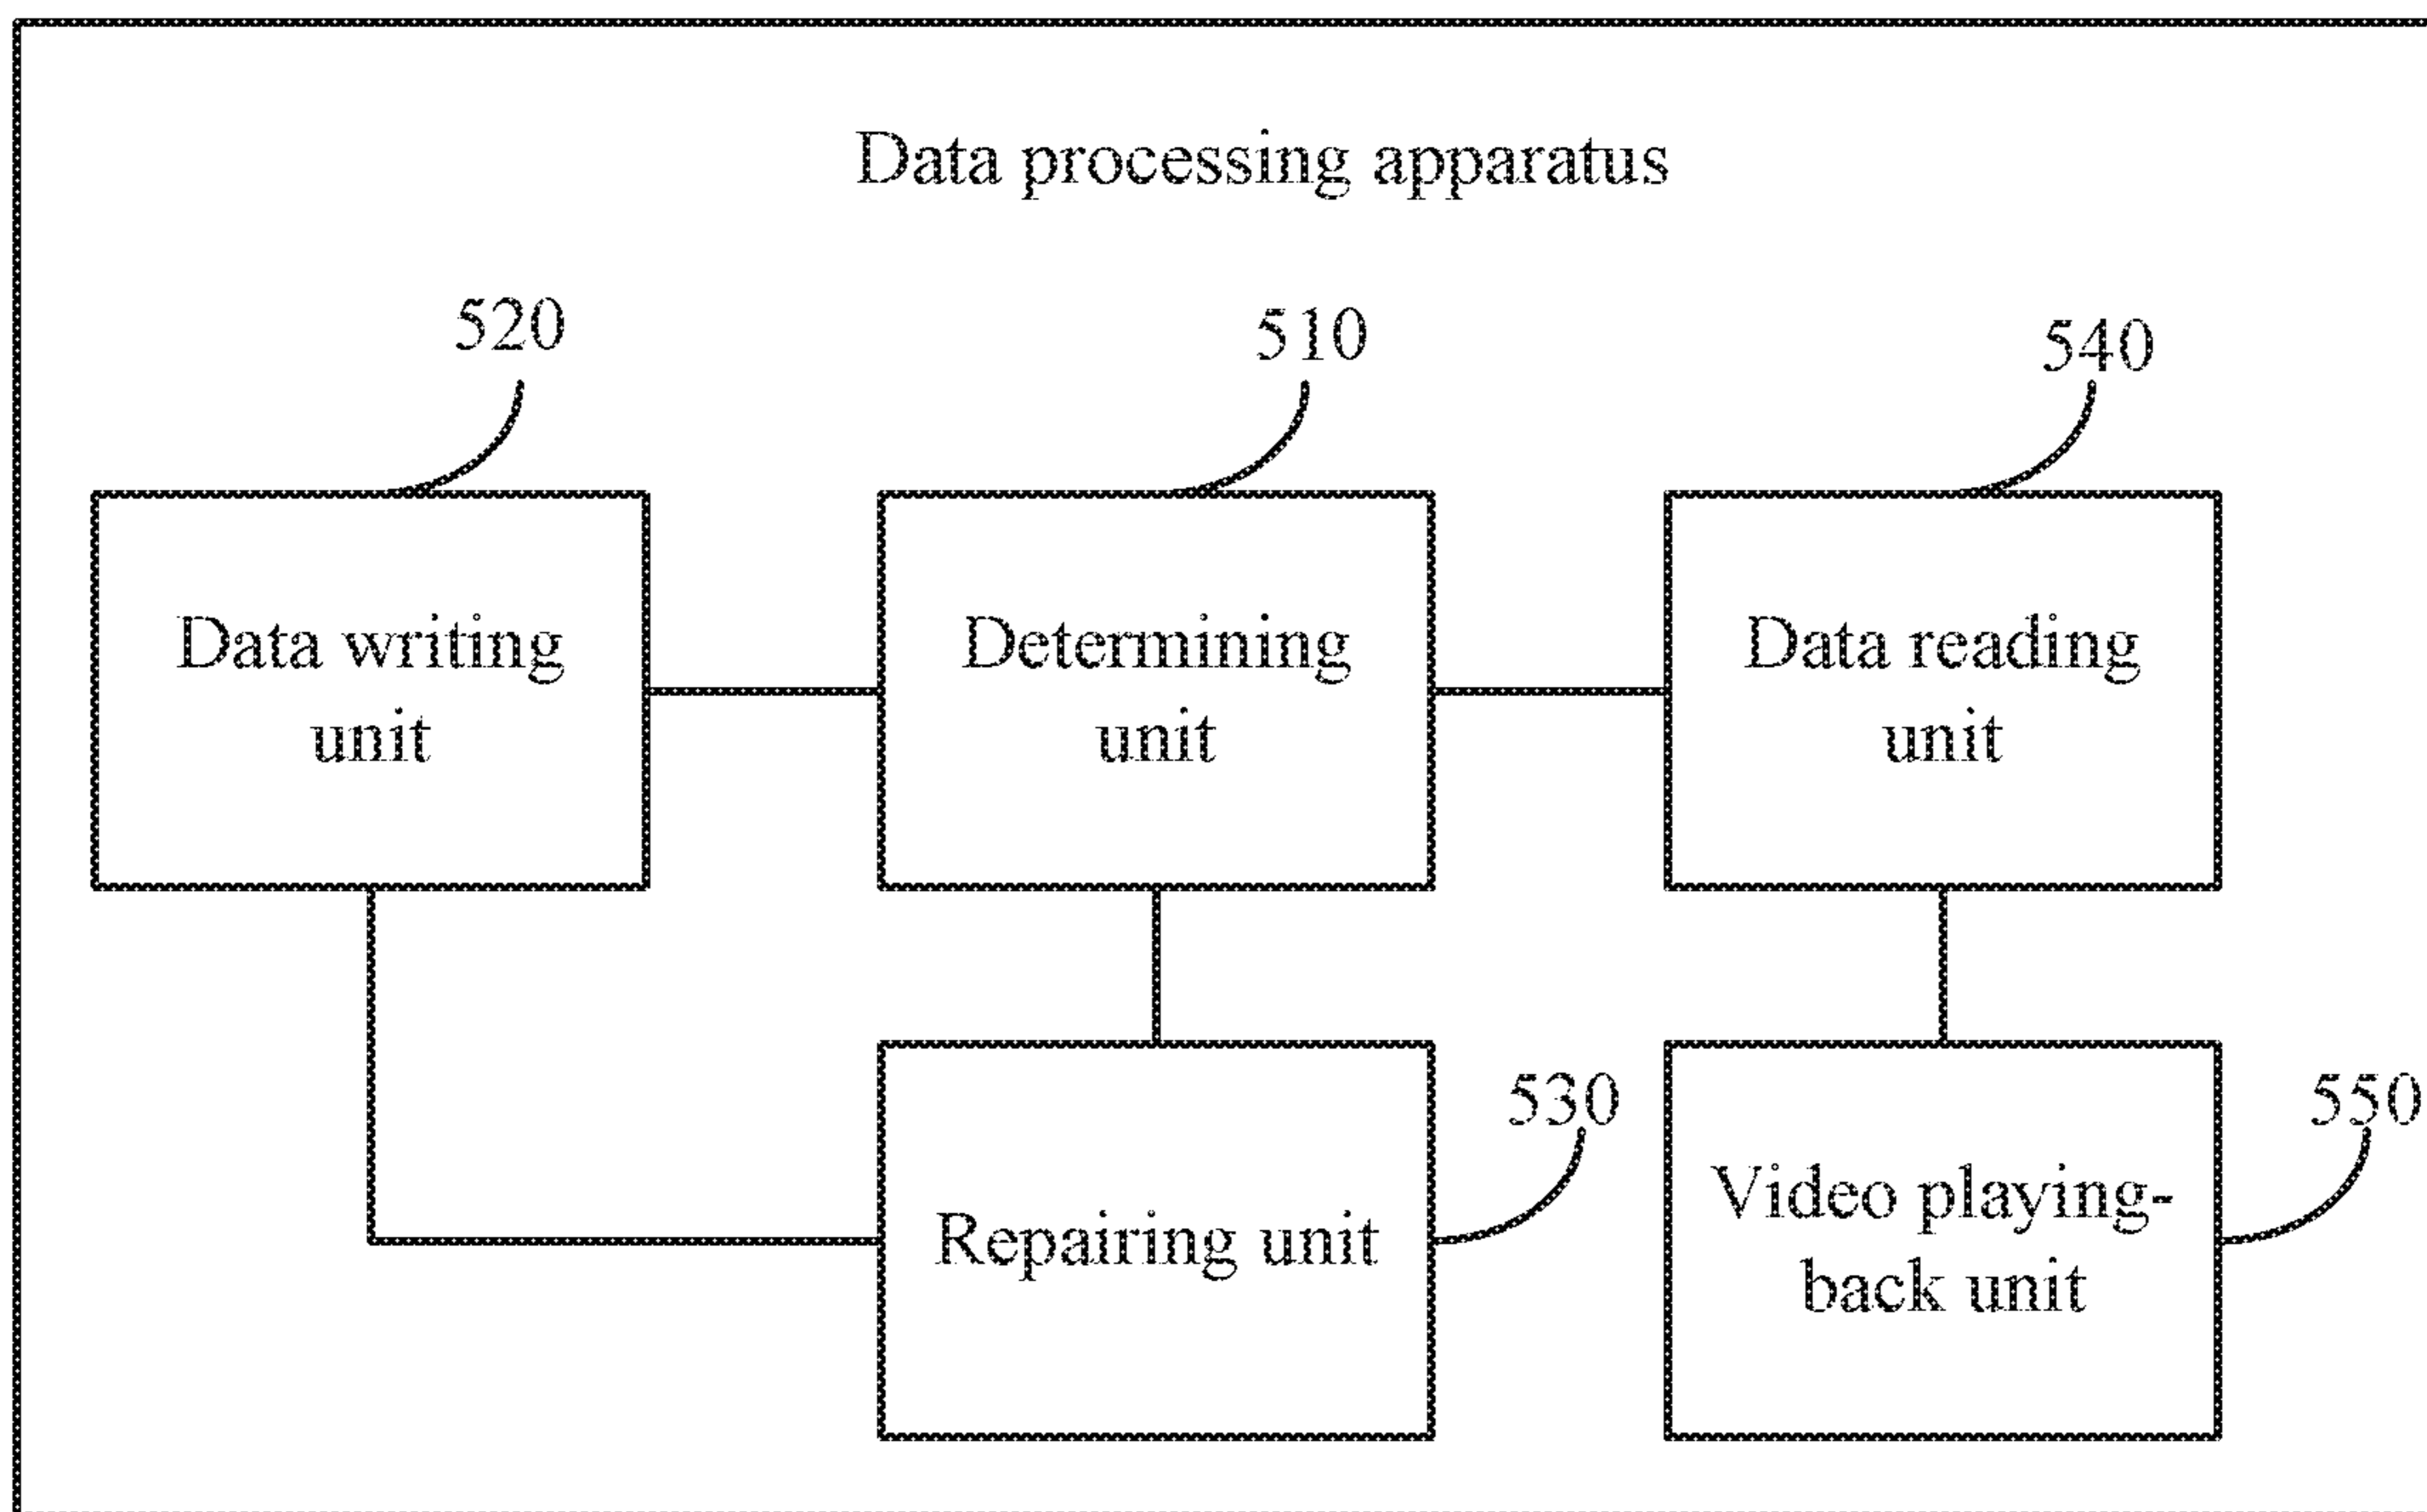 Data processing apparatus
520
510
540
Data writing
unit
Determining
unit
Data reading
unit
530
550
Repairing unit
Video playing-
back unit